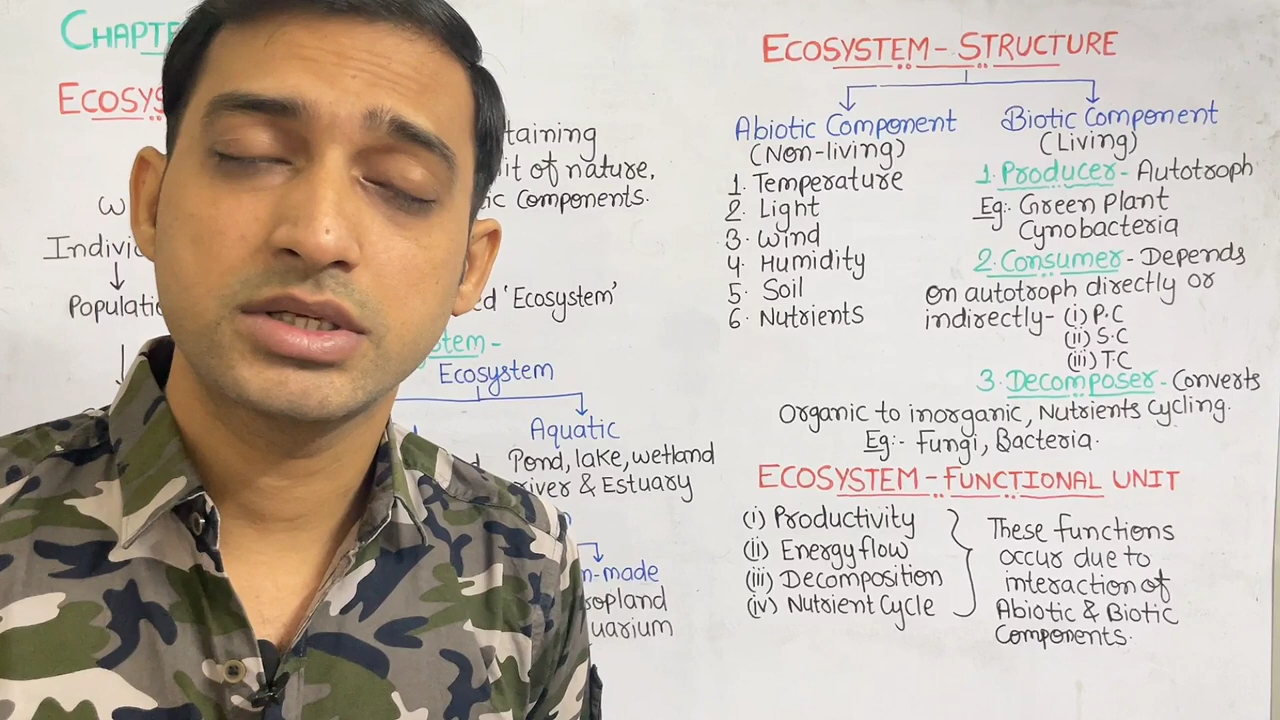 CHAPTE
ECOSYS
taining
it of nature,
ic components.
Individ
Populatio
ed 'Ecosystem'
stem-
Ecosystem
Aquatic
Pond, lake, wetland
river & Estuary
n-made
ropland
uarium
ECOSYSTEM-STRUCTURE
Abiotic Component
(Non-living)
1. Temperature
2. Light
3. Wind
4. Humidity
5. Soil
6. Nutrients
Biotic Component
(Living)
1. Producer- Autotroph
Eg:- Green Plant
Cynobacteria
2. Consumer- Depends
on autotroph directly or
indirectly- (i) P.C
(ii) S.C
(iii) T.C
3. Decomposer- Converts
Organic to inorganic, Nutrients cycling.
Eg:- Fungi, Bacteria.
ECOSYSTEM-FUNCTIONAL UNIT
(i) Productivity
(ii) Energy flow
(iii) Decomposition
(iv) Nutrient Cycle
These functions
occur due to
interaction of
Abiotic & Biotic
Components.